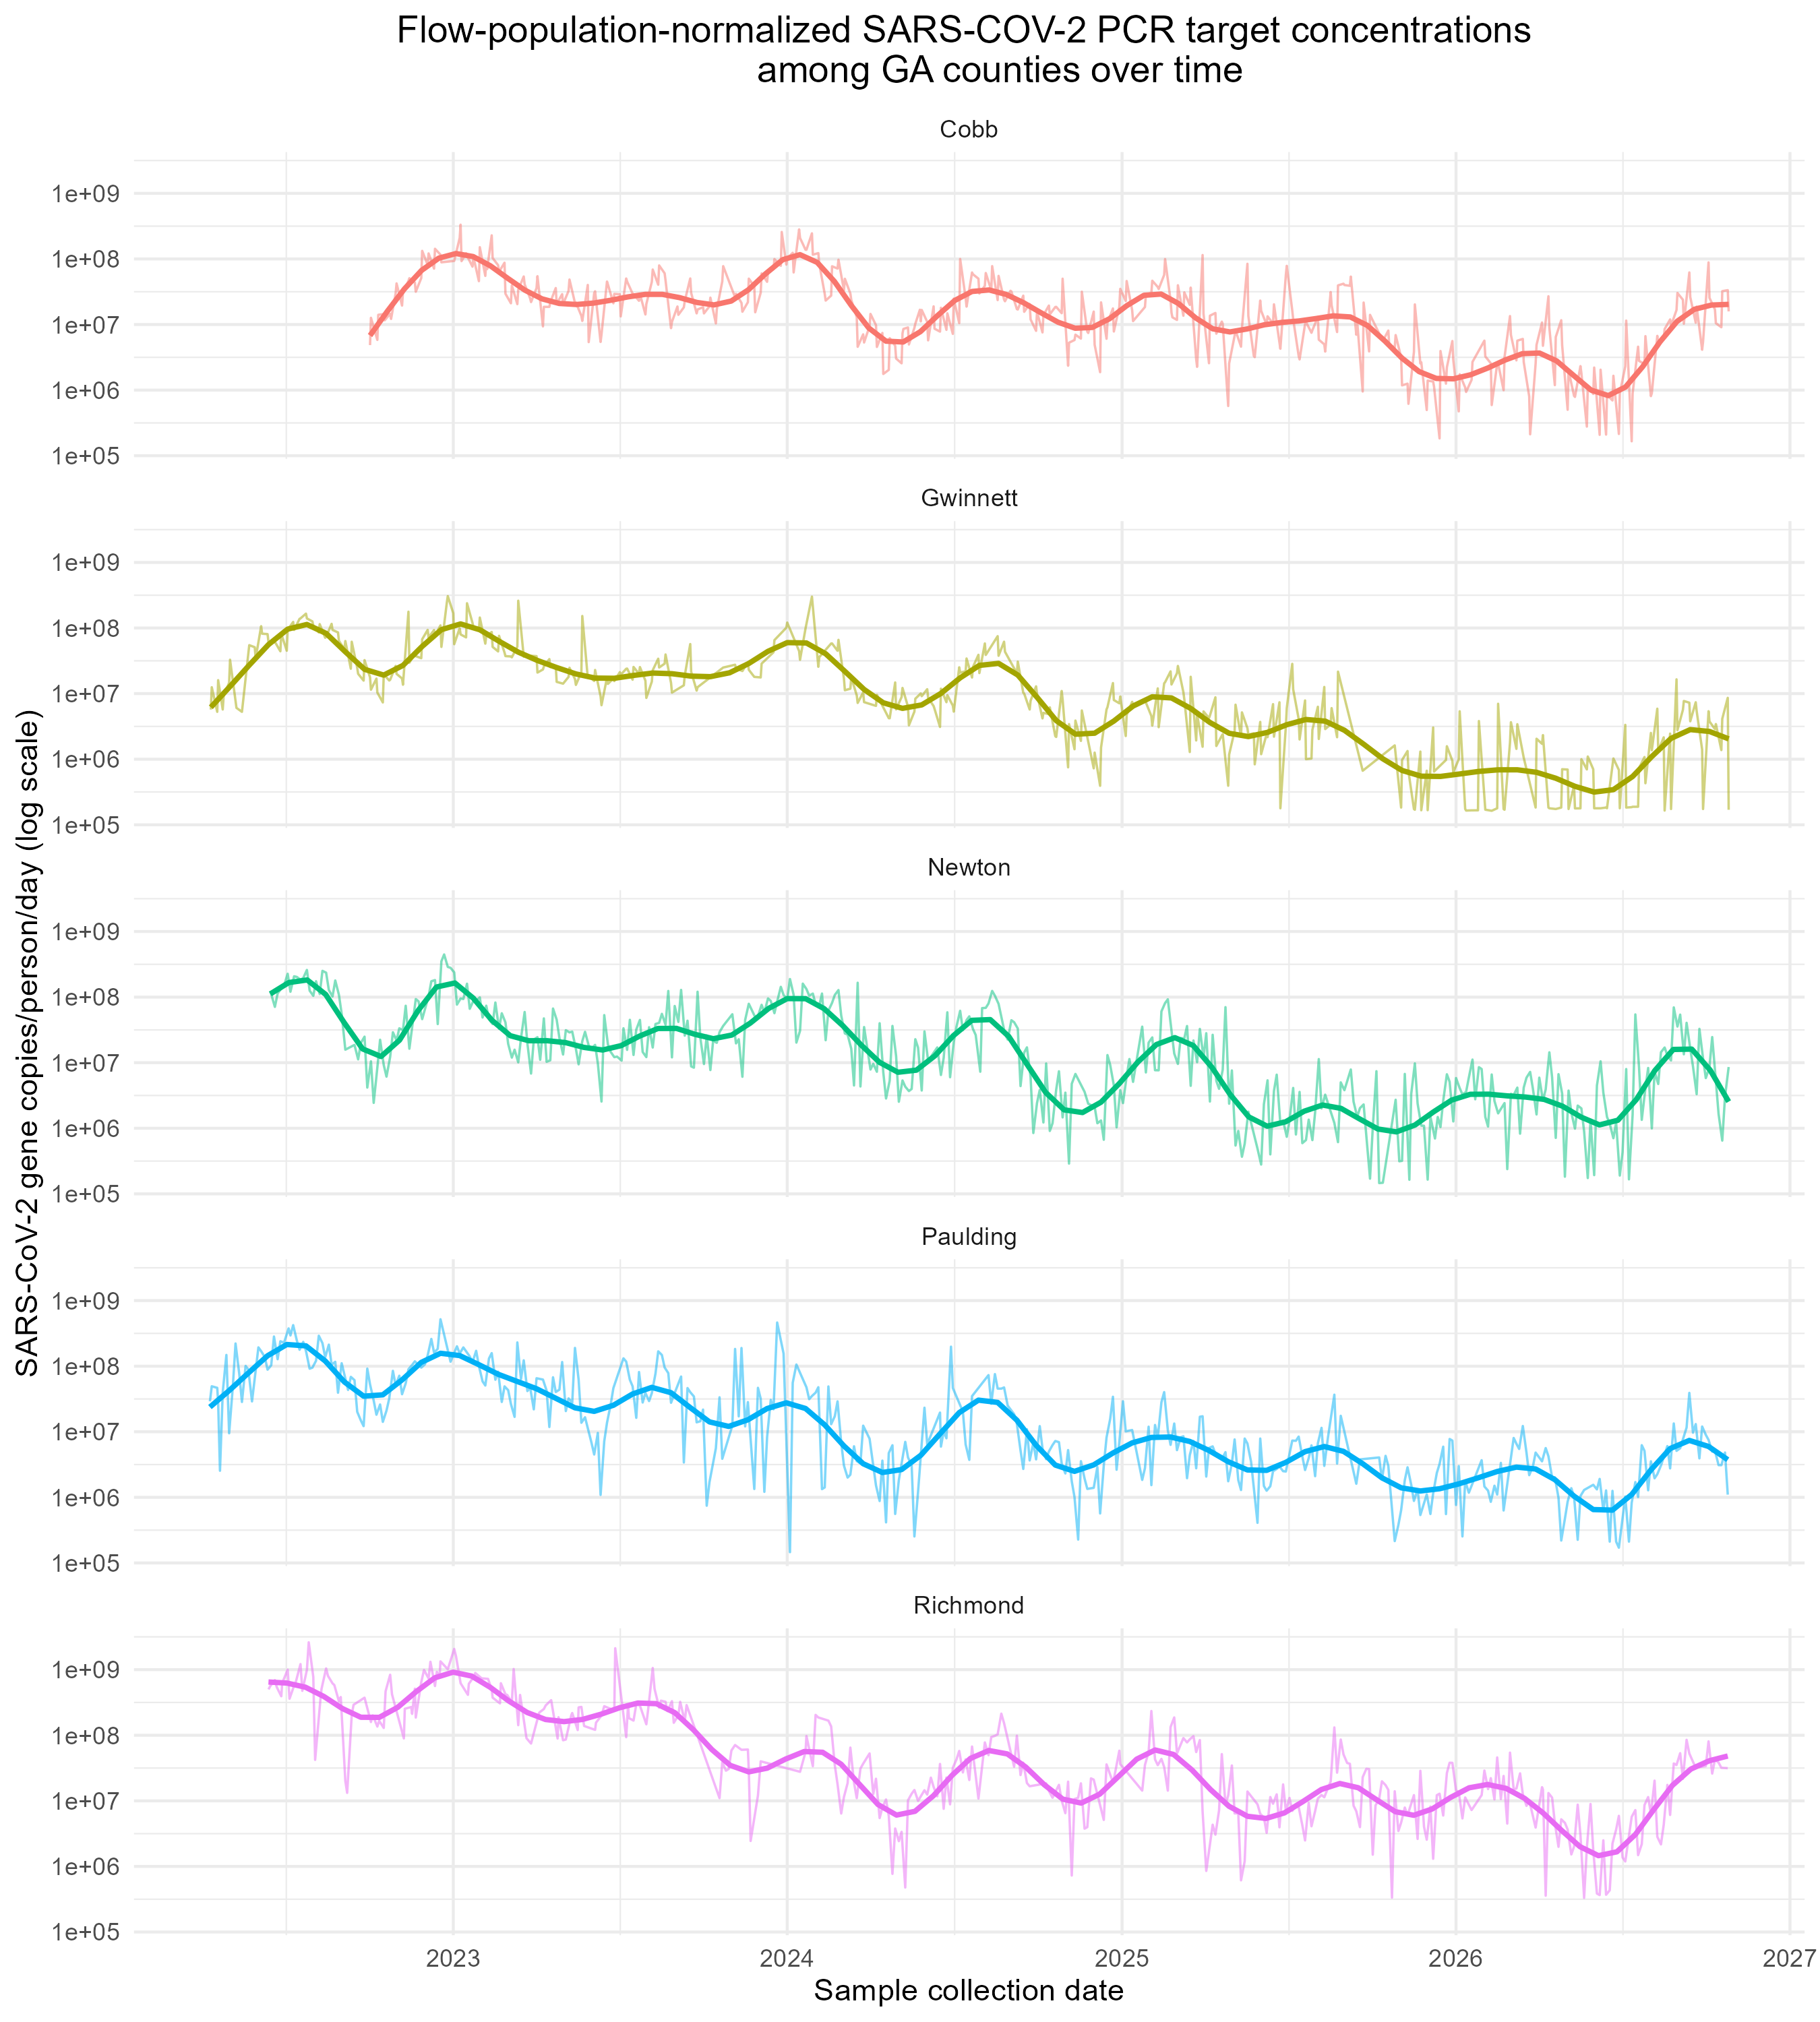 Flow-population-normalized SARS-COV-2 PCR target concentrations
among GA counties over time
SARS-CoV-2 gene copies/person/day (log scale)
Cobb
1e+09
1e+08
1e+07
1e+06
1e+05
Gwinnett
1e+09
1e+08
1e+07
1e+06
1e+05
Newton
1e+09
1e+08
1e+07
1e+06
1e+05
Paulding
1e+09
1e+08
1e+07
1e+06
1e+05
Richmond
1e+09
1e+08
1e+07
1e+06
1e+05
2023 2024 2025 2026 2027
Sample collection date